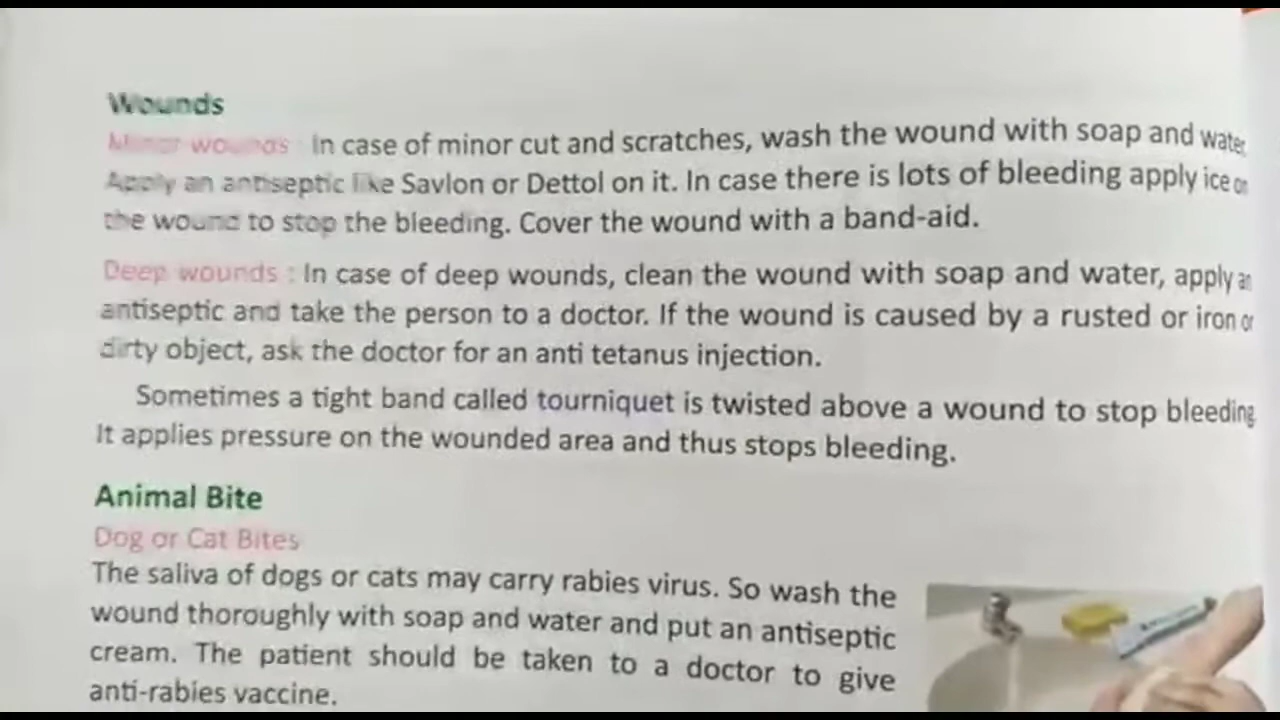 Wounds
Minor wounds : In case of minor cut and scratches, wash the wound with soap and water.
Apply an antiseptic like Savlon or Dettol on it. In case there is lots of bleeding apply ice on
the wound to stop the bleeding. Cover the wound with a band-aid.
Deep wounds : In case of deep wounds, clean the wound with soap and water, apply an
antiseptic and take the person to a doctor. If the wound is caused by a rusted or iron or
dirty object, ask the doctor for an anti tetanus injection.
Sometimes a tight band called tourniquet is twisted above a wound to stop bleeding.
It applies pressure on the wounded area and thus stops bleeding.
Animal Bite
Dog or Cat Bites
The saliva of dogs or cats may carry rabies virus. So wash the
wound thoroughly with soap and water and put an antiseptic
cream. The patient should be taken to a doctor to give
anti-rabies vaccine.